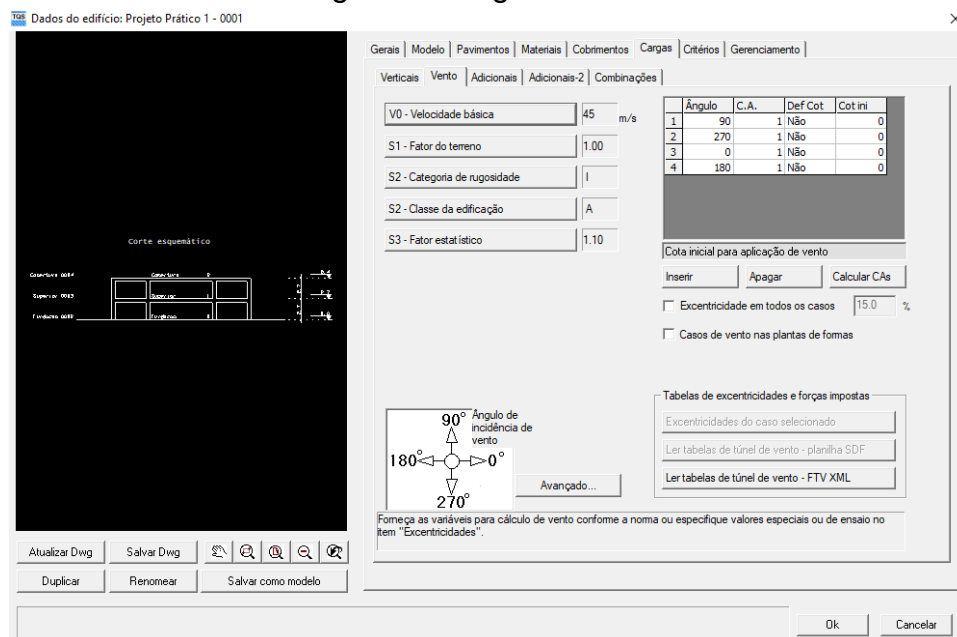 TQS Dados do edifício: Projeto Prático 1 - 0001
Gerais Modelo Pavimentos Materiais Cobrimentos Cargas Critérios Gerenciamento
Verticais Vento Adicionais Adicionais-2 Combinações
V0 - Velocidade básica 45 m/s
S1 - Fator do terreno 1.00
S2 - Categoria de rugosidade I
S2 - Classe da edificação A
S3 - Fator estatístico 1.10
Ângulo C.A. Def Cot Cot ini
1 90 1 Não 0
2 270 1 Não 0
3 0 1 Não 0
4 180 1 Não 0
Cota inicial para aplicação de vento
Inserir Apagar Calcular CAs
Excentricidade em todos os casos 15.0 %
Casos de vento nas plantas de formas
Corte esquemático
Tabelas de excentricidades e forças impostas
Excentricidades do caso selecionado
Ler tabelas de túnel de vento - planilha SDF
Ler tabelas de túnel de vento - FTV XML
90°
180° 0°
270°
Ângulo de
incidência de
vento
Avançado...
Forneça as variáveis para cálculo de vento conforme a norma ou especifique valores especiais ou de ensaio no
item "Excentricidades".
Atualizar Dwg Salvar Dwg
Duplicar Renomear Salvar como modelo
Ok Cancelar